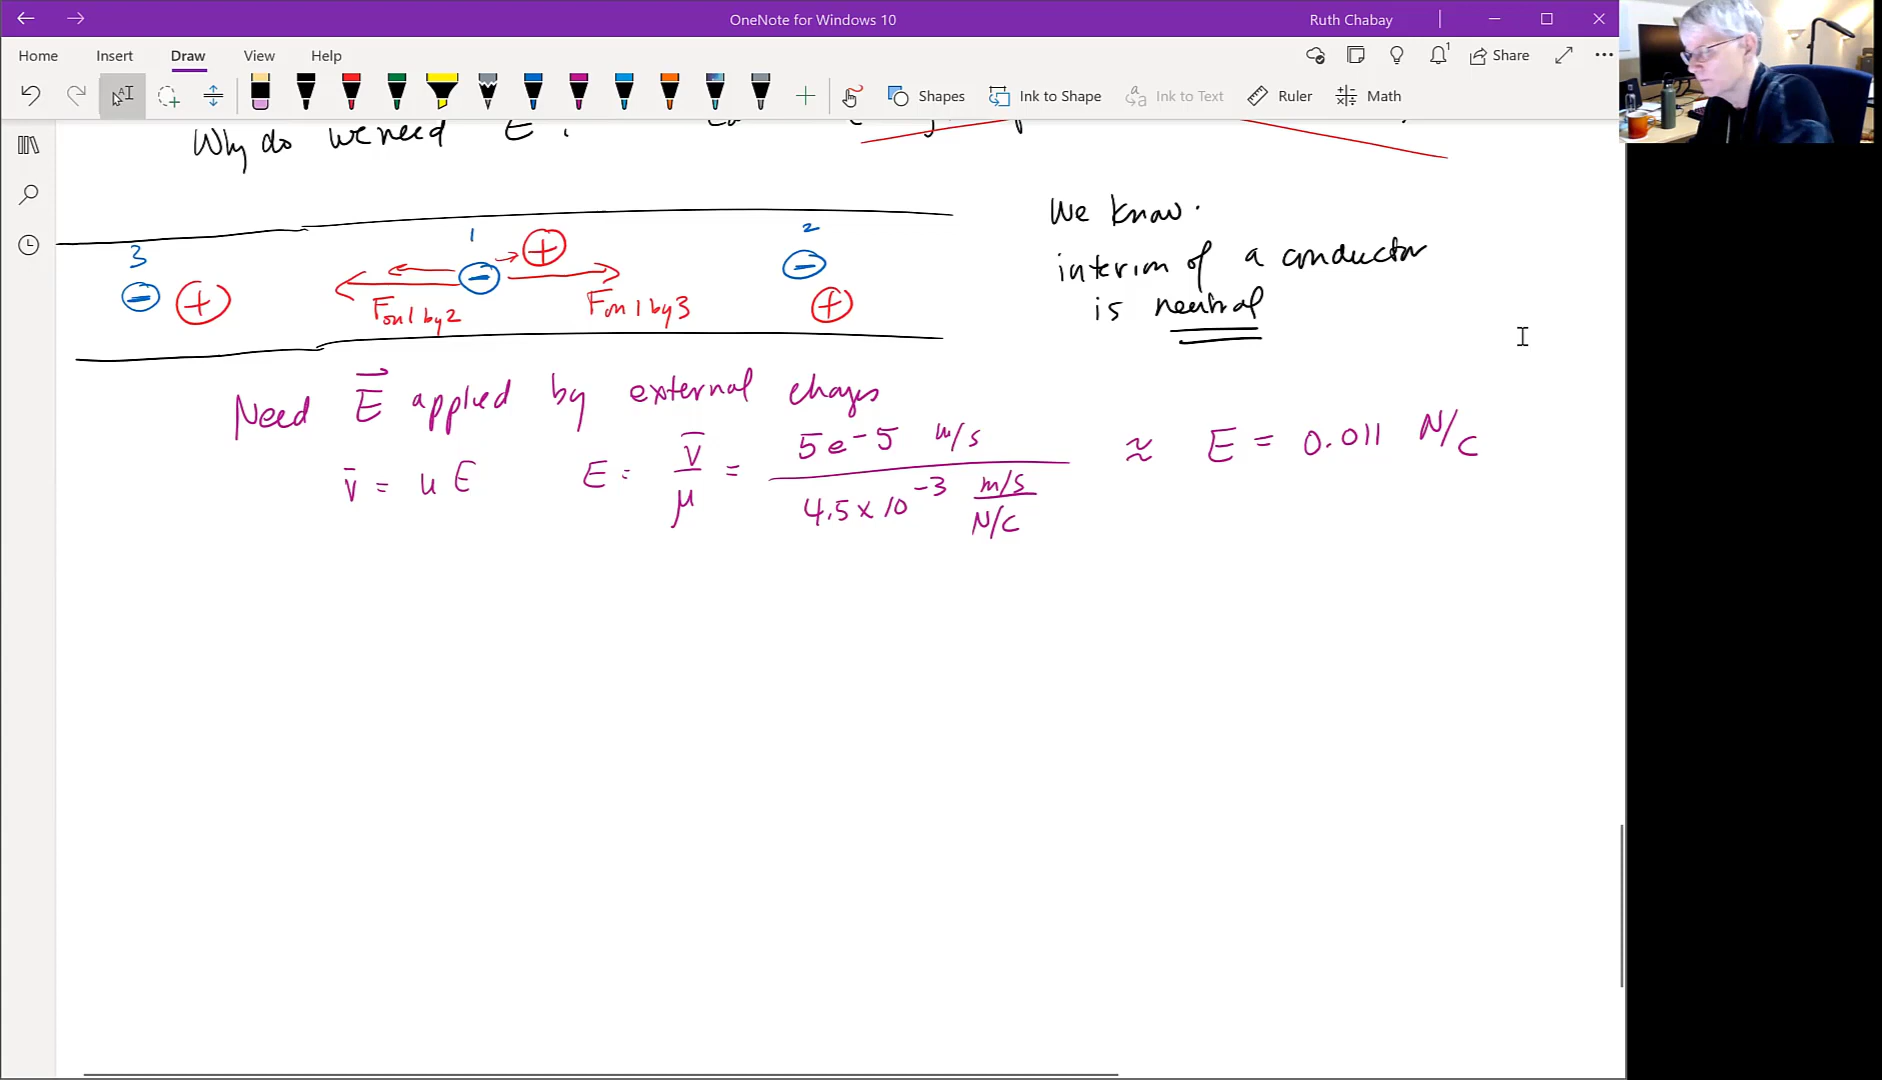 OneNote for Windows 10
Ruth Chabay
Home Insert Draw View Help
1 Share
Shapes Ink to Shape Ink to Text Ruler Math
Why do we need E ?
We know.
interior of a conductor
is neutral
3 1 + 2
- + - -
F on 1 by 2 F on 1 by 3 +
Need E applied by external charges
v̄ = u E E = v̄/μ = 5e-5 m/s / 4.5 x 10^-3 m/s / N/C ≈ E = 0.011 N/C